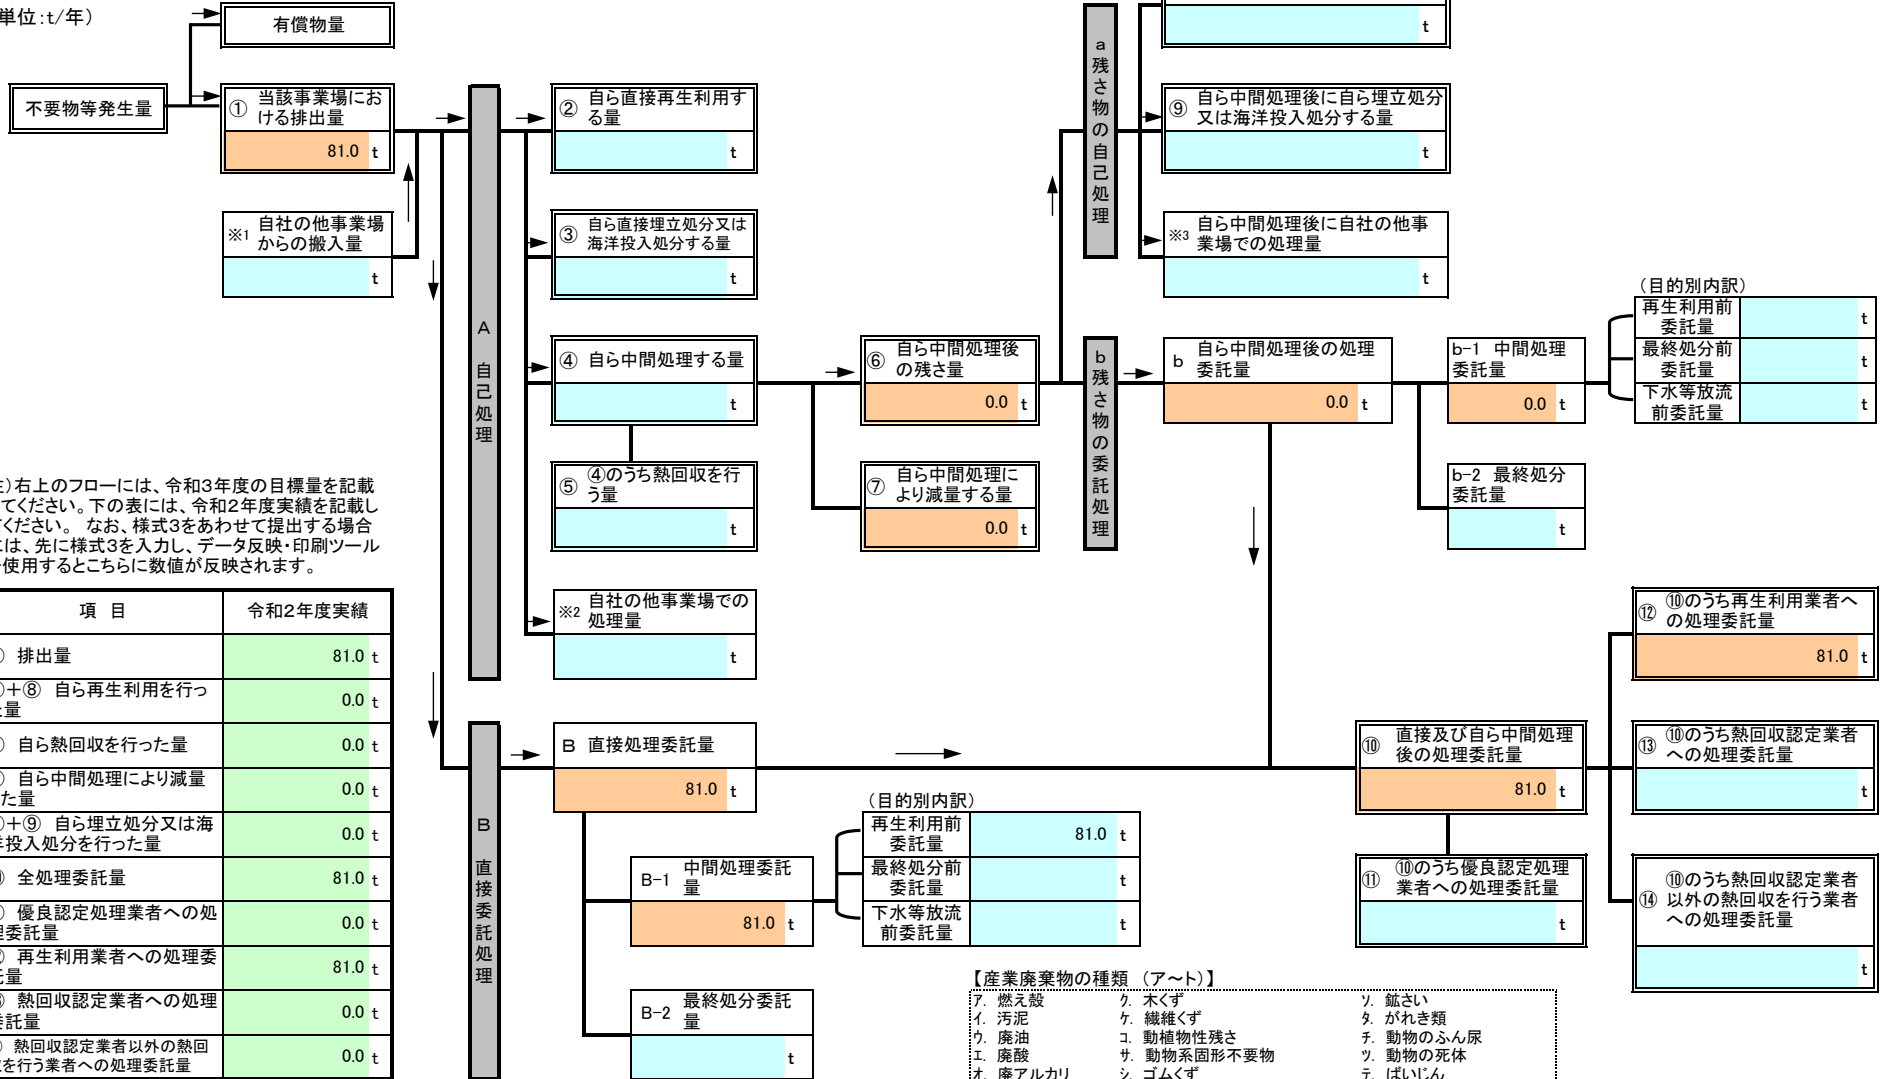 単位:t/年)
有償物量
不要物等発生量
① 当該事業場にお
ける排出量
81.0 t
※1 自社の他事業場
からの搬入量
t
A 自己処理
② 自ら直接再生利用す
る量
t
③ 自ら直接埋立処分又は
海洋投入処分する量
t
④ 自ら中間処理する量
t
⑤ ④のうち熱回収を行
う量
t
※2 自社の他事業場での
処理量
t
⑥ 自ら中間処理後
の残さ量
0.0 t
⑦ 自ら中間処理に
より減量する量
0.0 t
a 残さ物の自己処理
t
⑨ 自ら中間処理後に自ら埋立処分
又は海洋投入処分する量
t
※3 自ら中間処理後に自社の他事
業場での処理量
t
b 残さ物の委託処理
b 自ら中間処理後の処理
委託量
0.0 t
b-1 中間処理
委託量
0.0 t
b-2 最終処分
委託量
t
(目的別内訳)
再生利用前
委託量
t
最終処分前
委託量
t
下水等放流
前委託量
t
)右上のフローには、令和3年度の目標量を記載
てください。下の表には、令和2年度実績を記載し
ください。 なお、様式3をあわせて提出する場合
は、先に様式3を入力し、データ反映・印刷ツール
使用するとこちらに数値が反映されます。
項 目 令和2年度実績
) 排出量 81.0 t
)+⑧ 自ら再生利用を行っ
量 0.0 t
) 自ら熱回収を行った量 0.0 t
) 自ら中間処理により減量
た量 0.0 t
)+⑨ 自ら埋立処分又は海
投入処分を行った量 0.0 t
) 全処理委託量 81.0 t
) 優良認定処理業者への処
委託量 0.0 t
) 再生利用業者への処理委
量 81.0 t
) 熱回収認定業者への処理
託量 0.0 t
) 熱回収認定業者以外の熱回
を行う業者への処理委託量 0.0 t
B 直接委託処理
B 直接処理委託量
81.0 t
B-1 中間処理委託
量
81.0 t
B-2 最終処分委託
量
t
(目的別内訳)
再生利用前
委託量
81.0 t
最終処分前
委託量
t
下水等放流
前委託量
t
⑩ 直接及び自ら中間処理
後の処理委託量
81.0 t
⑪ ⑩のうち優良認定処理
業者への処理委託量
t
⑫ ⑩のうち再生利用業者へ
の処理委託量
81.0 t
⑬ ⑩のうち熱回収認定業者
への処理委託量
t
⑭ ⑩のうち熱回収認定業者
以外の熱回収を行う業者
への処理委託量
t
【産業廃棄物の種類 (ア~ト)】
ア. 燃え殻 ク. 木くず ソ. 鉱さい
イ. 汚泥 ケ. 繊維くず タ. がれき類
ウ. 廃油 コ. 動植物性残さ チ. 動物のふん尿
エ. 廃酸 サ. 動物系固形不要物 ツ. 動物の死体
オ. 廃アルカリ シ. ゴムくず テ. ばいじん